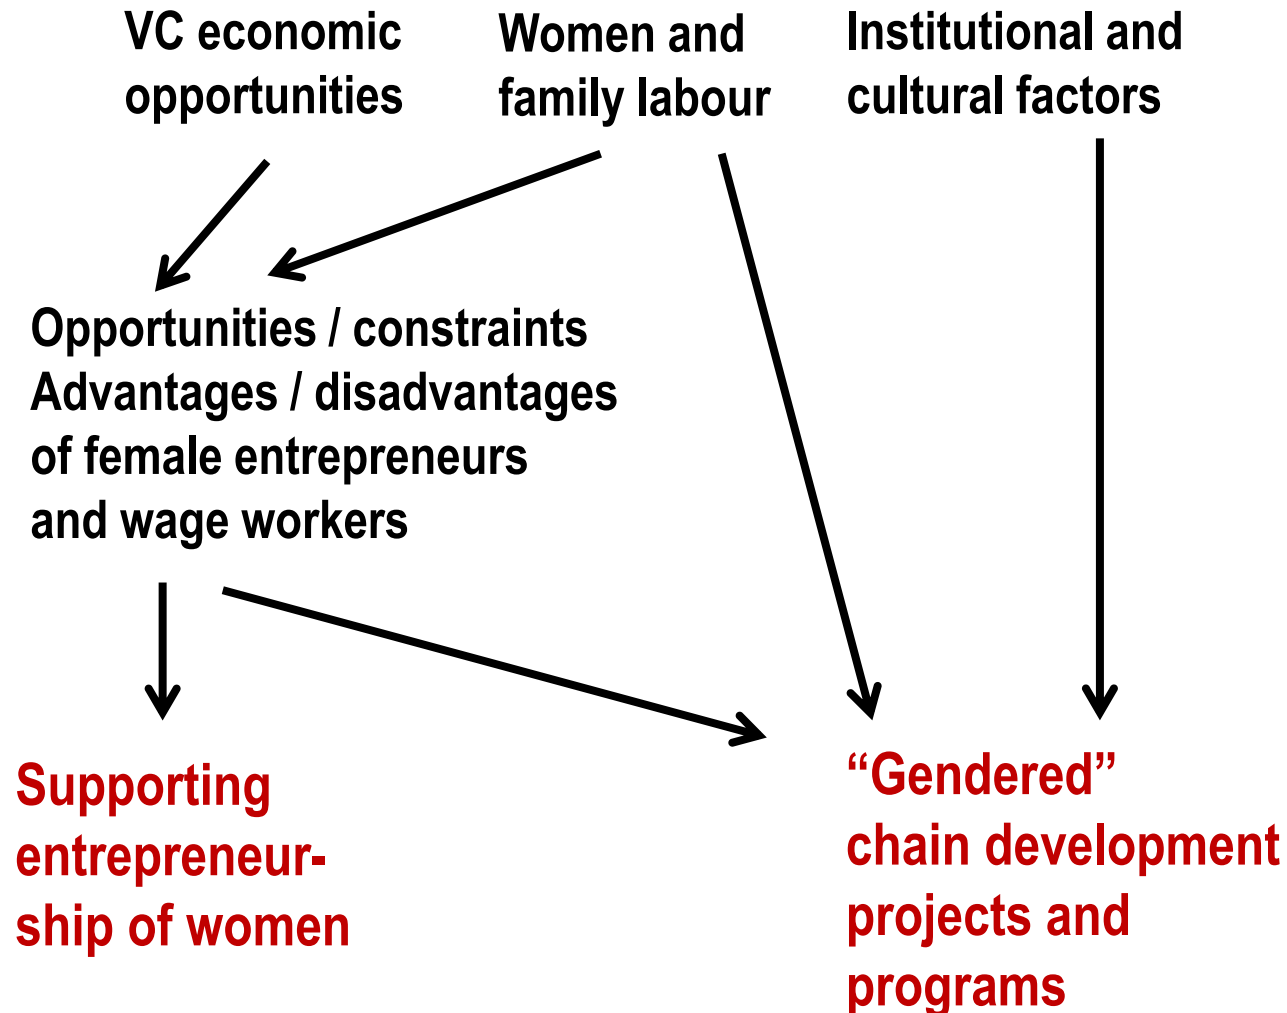 VC economic
opportunities
Women and
family labour
Institutional and
cultural factors
Opportunities / constraints
Advantages / disadvantages
of female entrepreneurs
and wage workers
Supporting
entrepreneur-
ship of women
“Gendered”
chain development
projects and
programs